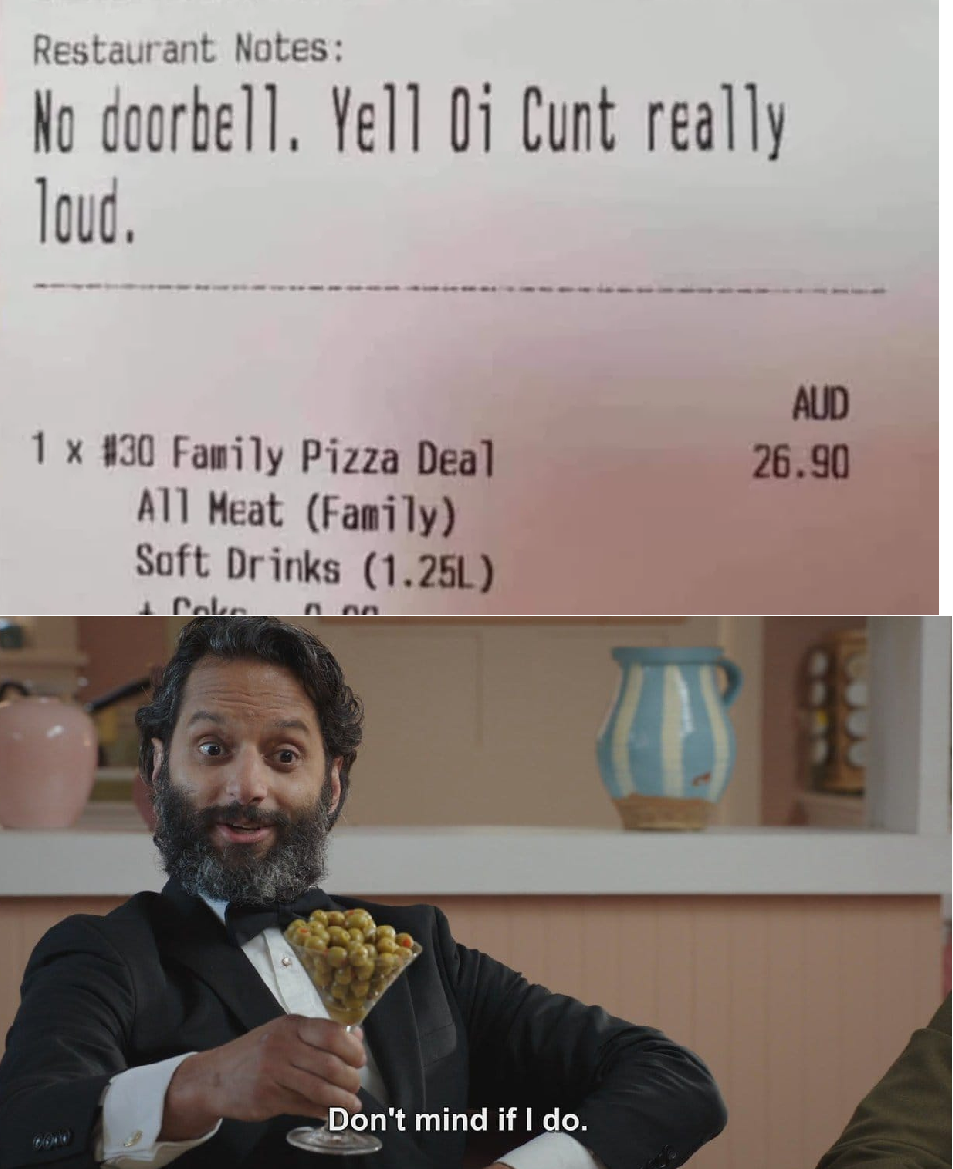 Restaurant Notes:
No doorbell. Yell Oi Cunt really
loud.
AUD
1 x #30 Family Pizza Deal 26.90
All Meat (Family)
Soft Drinks (1.25L)
+ Coke
Don't mind if I do.